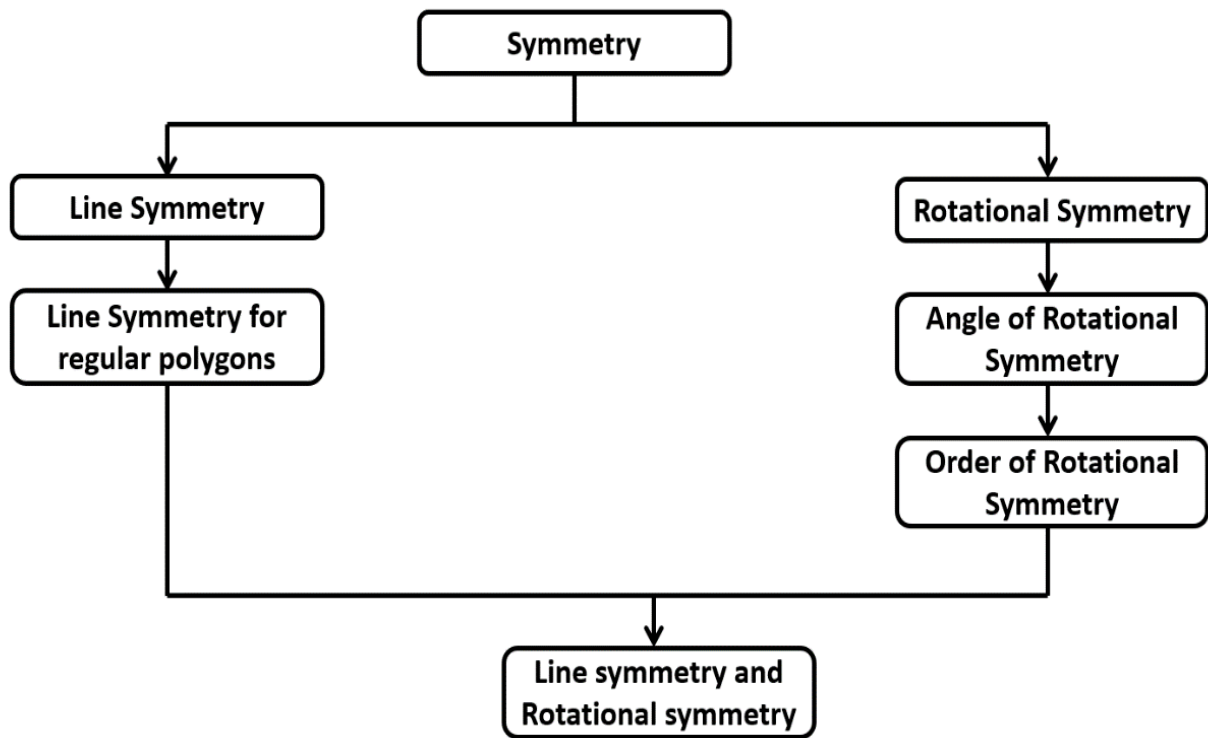 Symmetry
Line Symmetry
Rotational Symmetry
Line Symmetry for
regular polygons
Angle of Rotational
Symmetry
Order of Rotational
Symmetry
Line symmetry and
Rotational symmetry